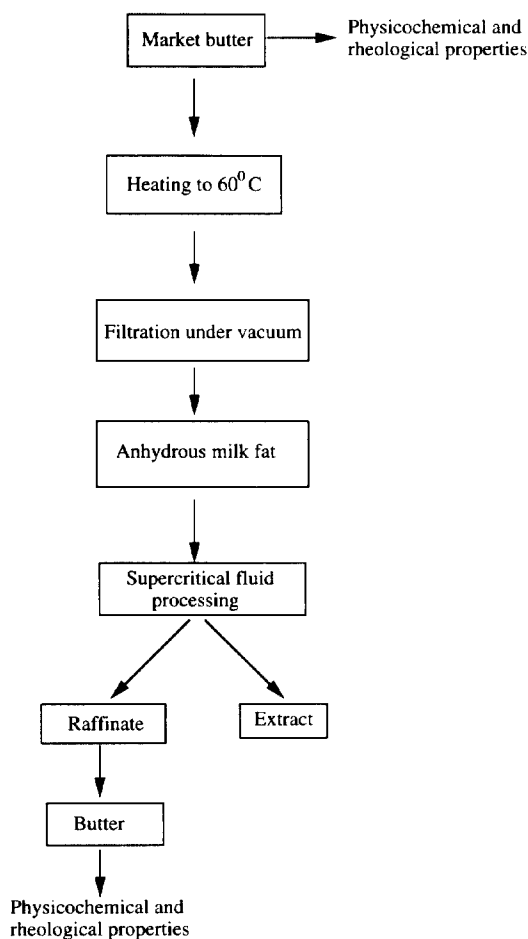 Market butter
Physicochemical and
rheological properties
Heating to 60⁰ C
Filtration under vacuum
Anhydrous milk fat
Supercritical fluid
processing
Raffinate
Extract
Butter
Physicochemical and
rheological properties